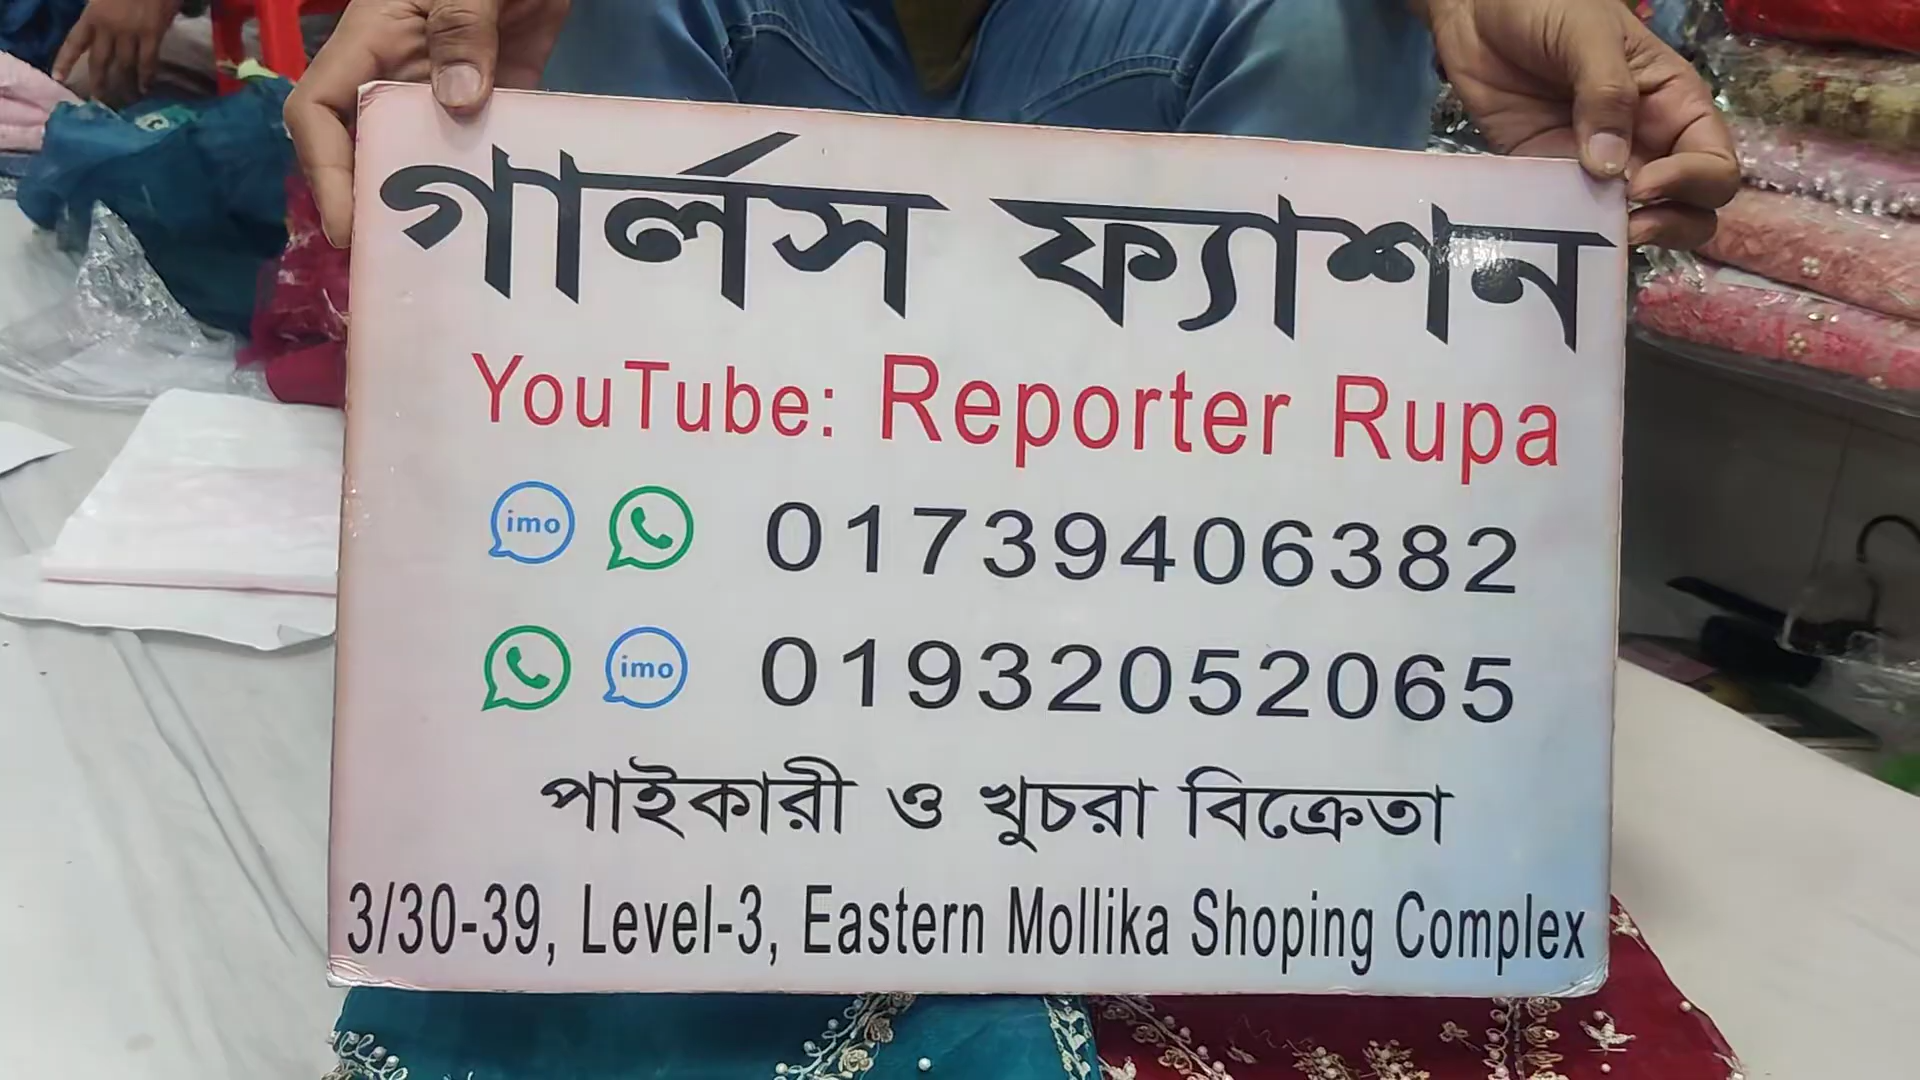 গার্লস ফ্যাশন
YouTube: Reporter Rupa
imo 01739406382
imo 01932052065
পাইকারী ও খুচরা বিক্রেতা
3/30-39, Level-3, Eastern Mollika Shoping Complex